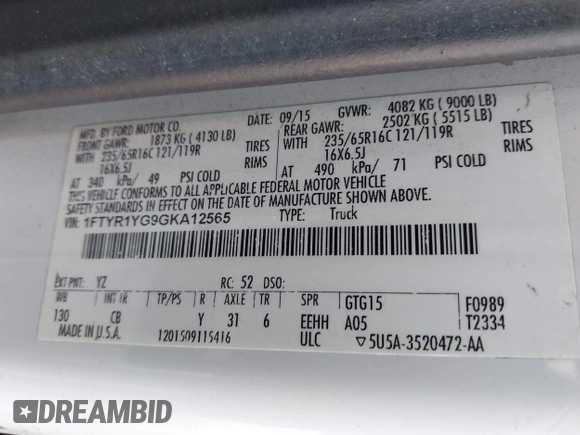 MFD. BY FORD MOTOR CO.
DATE: 09/15 GVWR: 4082 KG ( 9000 LB)
FRONT GAWR: 1873 KG ( 4130 LB)
REAR GAWR: 2502 KG ( 5515 LB)
WITH 235/65R16C 121/119R TIRES
WITH 235/65R16C 121/119R TIRES
16X6.5J RIMS
16X6.5J RIMS
AT 340 kPa/ 49 PSI COLD
AT 490 kPa/ 71 PSI COLD
THIS VEHICLE CONFORMS TO ALL APPLICABLE FEDERAL MOTOR VEHICLE
SAFETY STANDARDS IN EFFECT ON THE DATE OF MANUFACTURE SHOWN ABOVE.
VIN: 1FTYR1YG9GKA12565 TYPE: Truck
EXT PNT: YZ RC: 52 DSO:
WB INT TR TP/PS R AXLE TR SPR GTG15 F0989
130 CB Y 31 6 EEHH A05 T2334
MADE IN U.S.A. 1201509115416 ULC ▽5U5A-3520472-AA
DREAMBID